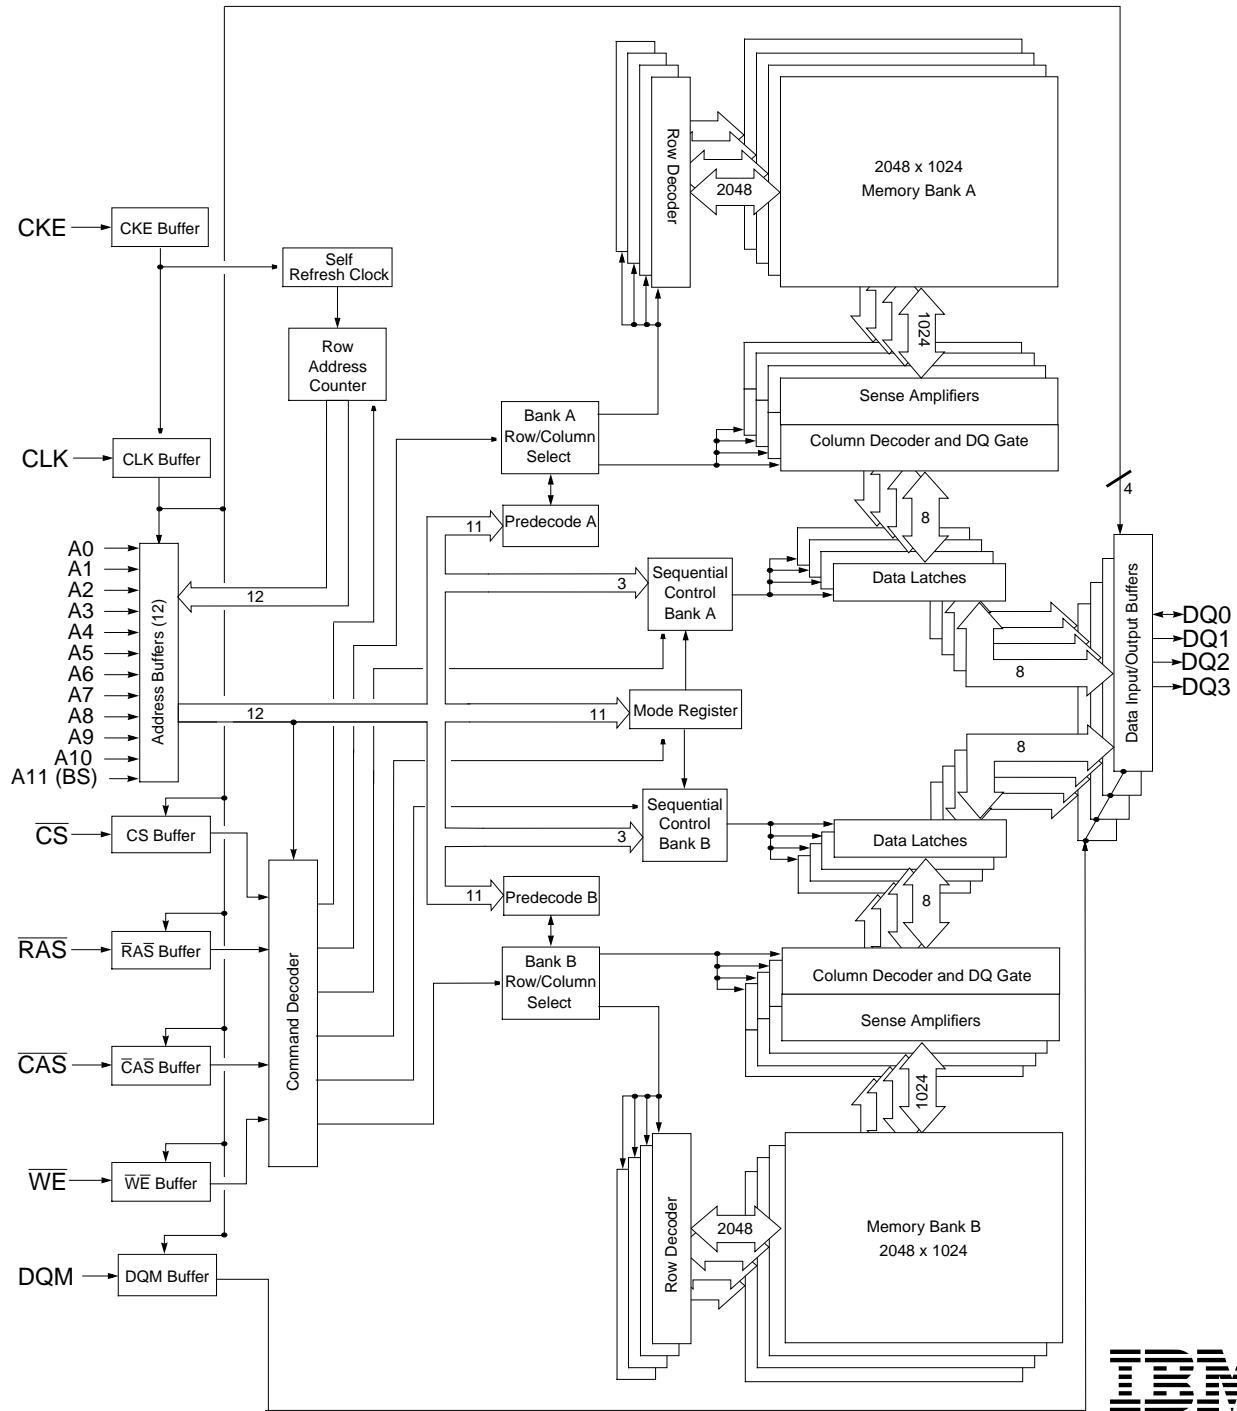 CKE
CKE Buffer
Self
Refresh Clock
Row
Address
Counter
CLK
CLK Buffer
A0
A1
A2
A3
A4
A5
A6
A7
A8
A9
A10
A11 (BS)
Address Buffers (12)
12
12
CS
CS Buffer
RAS
RAS Buffer
CAS
CAS Buffer
WE
WE Buffer
DQM
DQM Buffer
Command Decoder
Bank A
Row/Column
Select
11
Predecode A
3
Sequential
Control
Bank A
11
Mode Register
Sequential
Control
Bank B
3
11
Predecode B
Bank B
Row/Column
Select
Row Decoder
2048
2048 x 1024
Memory Bank A
1024
Sense Amplifiers
Column Decoder and DQ Gate
8
Data Latches
8
4
Data Input/Output Buffers
DQ0
DQ1
DQ2
DQ3
8
Data Latches
8
Column Decoder and DQ Gate
Sense Amplifiers
1024
Row Decoder
2048
Memory Bank B
2048 x 1024
IBM